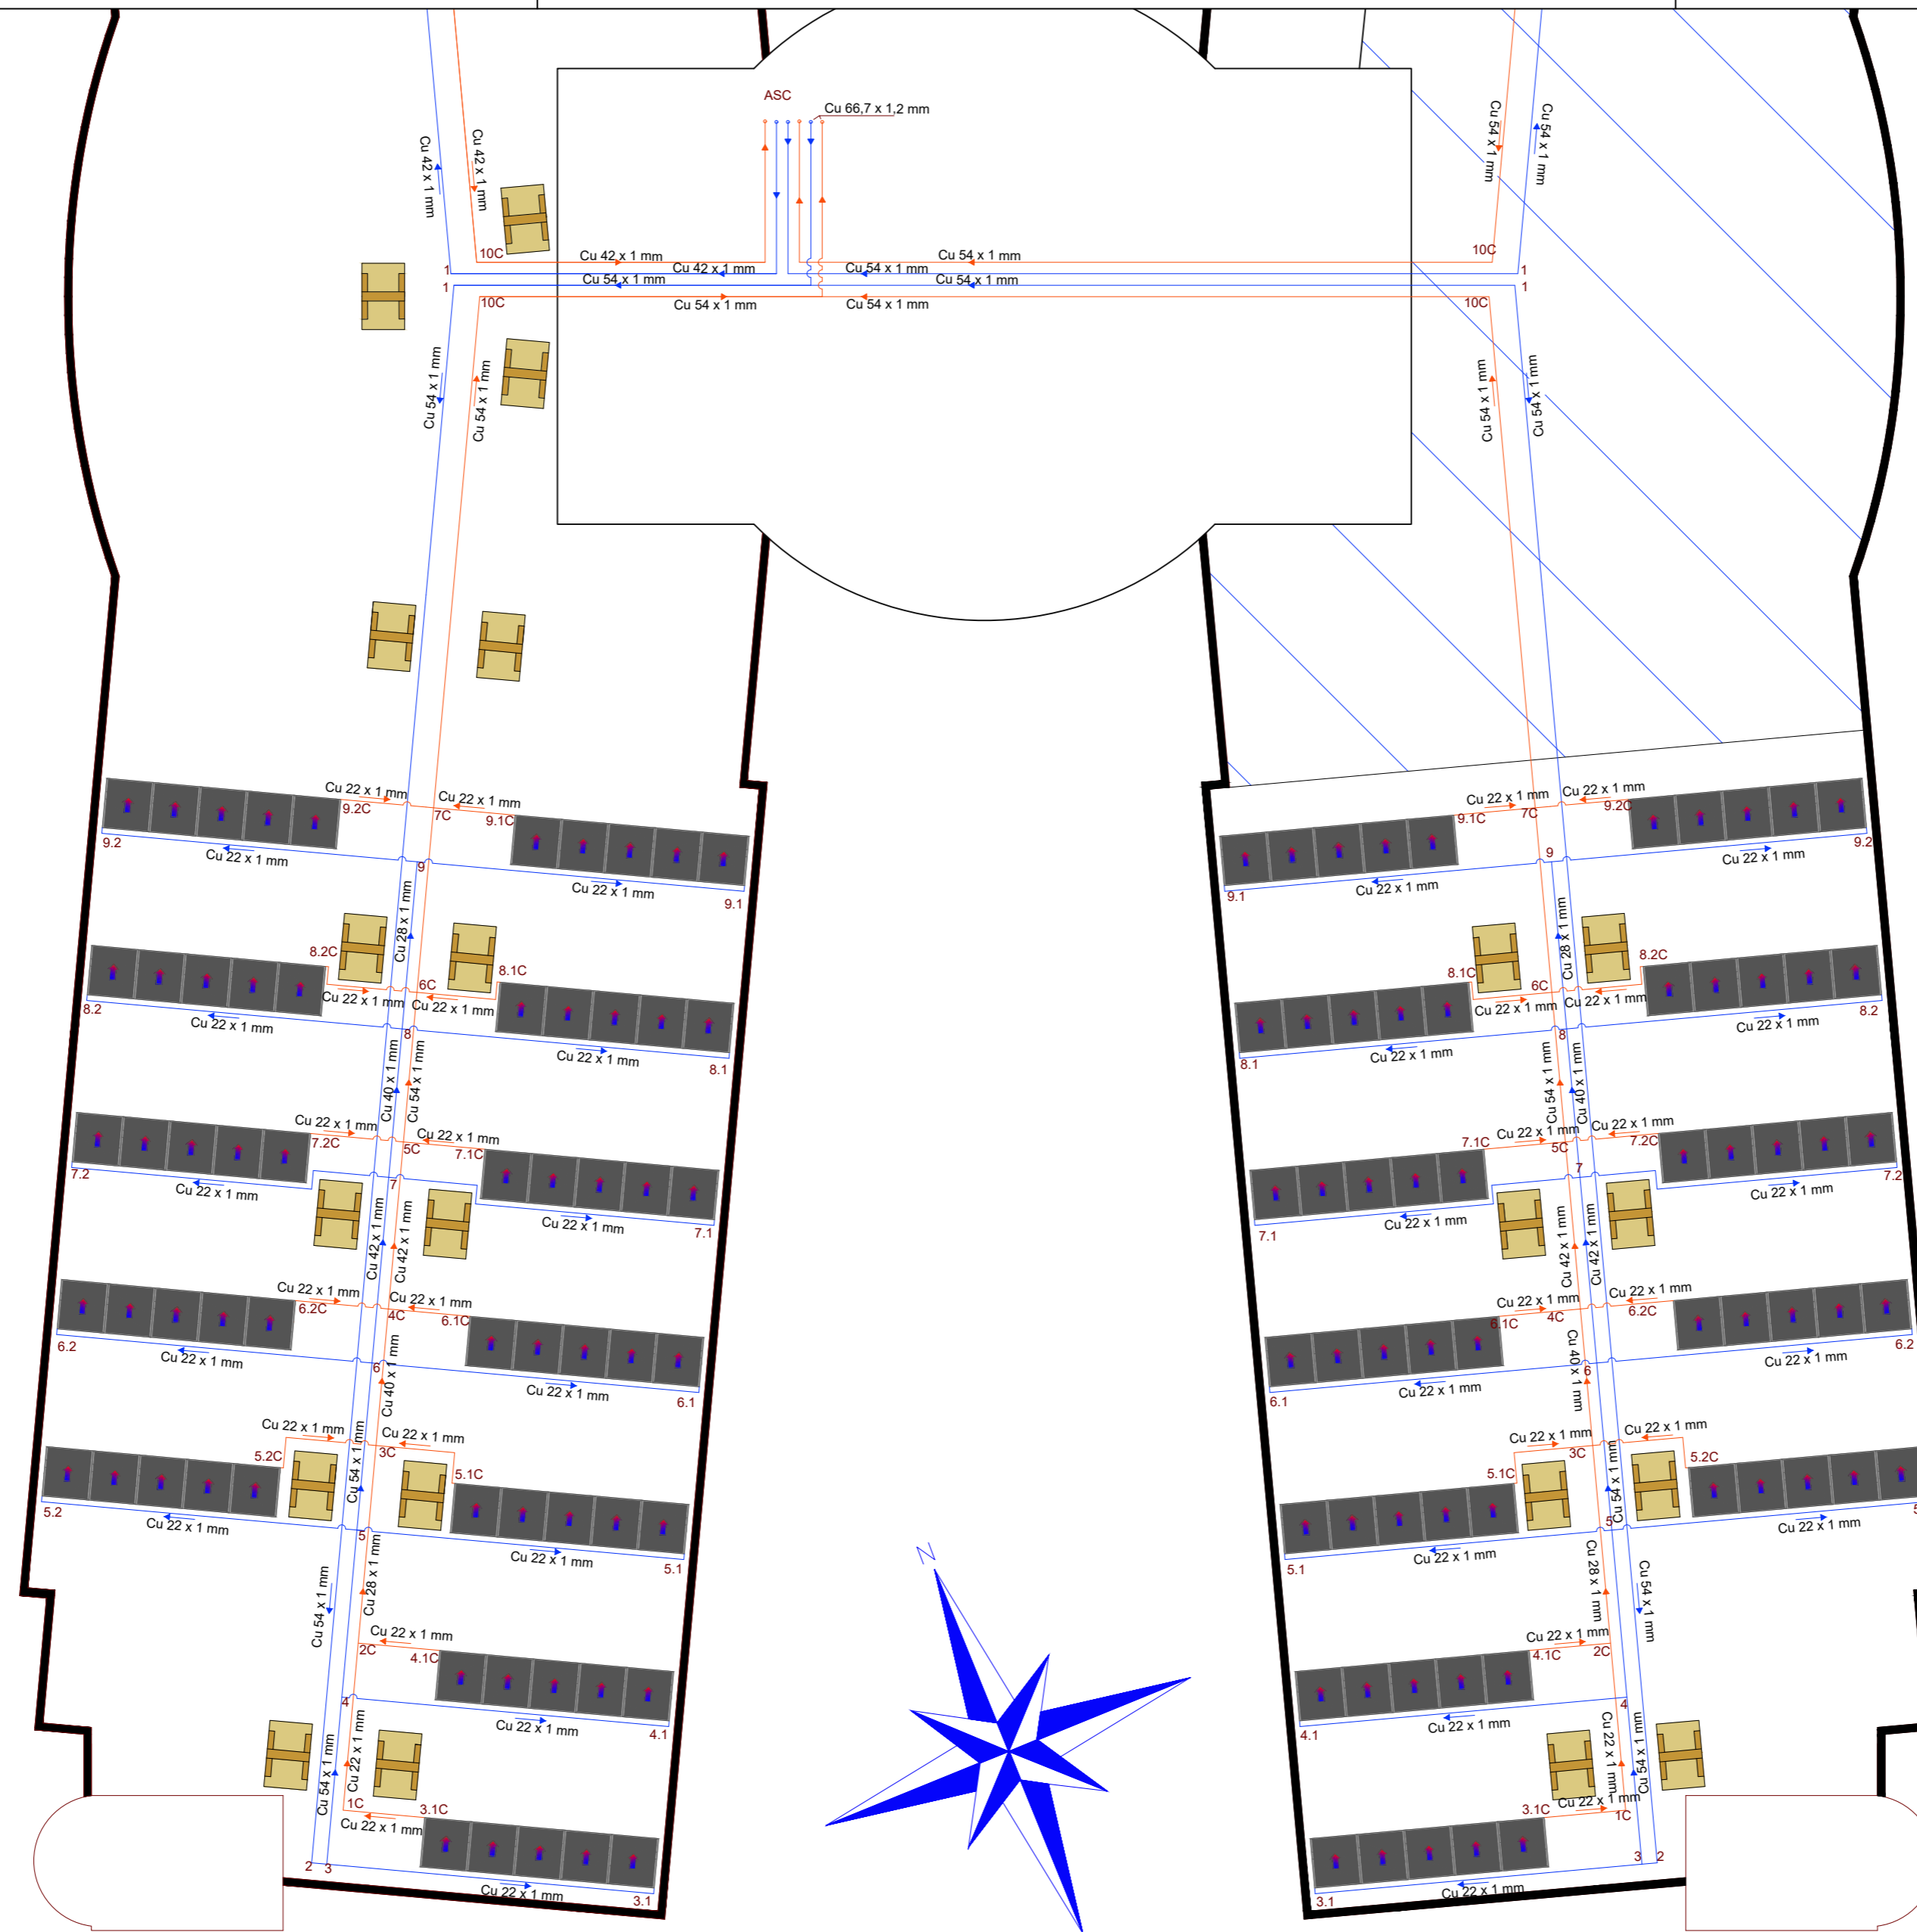 ASC
Cu 66,7 x 1,2 mm
Cu 42 x 1 mm
Cu 42 x 1 mm
Cu 54 x 1 mm
Cu 54 x 1 mm
10C
Cu 42 x 1 mm
Cu 54 x 1 mm
10C
1
Cu 42 x 1 mm
Cu 54 x 1 mm
1
1
Cu 54 x 1 mm
Cu 54 x 1 mm
1
10C
Cu 54 x 1 mm
Cu 54 x 1 mm
10C
Cu 54 x 1 mm
Cu 54 x 1 mm
Cu 54 x 1 mm
Cu 54 x 1 mm
Cu 22 x 1 mm
Cu 22 x 1 mm
9.2C
7C
9.1C
9.2
Cu 22 x 1 mm
9
Cu 22 x 1 mm
9.1
Cu 28 x 1 mm
8.2C
8.1C
6C
Cu 22 x 1 mm
Cu 22 x 1 mm
8.2
Cu 22 x 1 mm
8
Cu 22 x 1 mm
8.1
Cu 40 x 1 mm
Cu 54 x 1 mm
Cu 22 x 1 mm
Cu 22 x 1 mm
7.2C
5C
7.1C
7.2
Cu 22 x 1 mm
7
Cu 22 x 1 mm
7.1
Cu 42 x 1 mm
Cu 42 x 1 mm
Cu 22 x 1 mm
Cu 22 x 1 mm
6.2C
4C
6.1C
6.2
Cu 22 x 1 mm
6
Cu 22 x 1 mm
6.1
Cu 40 x 1 mm
Cu 22 x 1 mm
Cu 22 x 1 mm
5.2C
3C
5.1C
Cu 54 x 1 mm
5.2
Cu 22 x 1 mm
5
Cu 22 x 1 mm
5.1
Cu 54 x 1 mm
Cu 28 x 1 mm
Cu 22 x 1 mm
2C
4.1C
4
Cu 22 x 1 mm
4.1
Cu 54 x 1 mm
Cu 22 x 1 mm
1C
3.1C
Cu 22 x 1 mm
2
3
Cu 22 x 1 mm
3.1
N
Cu 22 x 1 mm
Cu 22 x 1 mm
9.1C
7C
9.2C
9.1
Cu 22 x 1 mm
9
Cu 22 x 1 mm
9.2
Cu 28 x 1 mm
8.1C
6C
8.2C
Cu 22 x 1 mm
Cu 22 x 1 mm
8.1
Cu 22 x 1 mm
8
Cu 22 x 1 mm
8.2
Cu 54 x 1 mm
Cu 40 x 1 mm
Cu 22 x 1 mm
Cu 22 x 1 mm
7.1C
5C
7.2C
7.1
Cu 22 x 1 mm
7
Cu 22 x 1 mm
7.2
Cu 42 x 1 mm
Cu 42 x 1 mm
Cu 22 x 1 mm
Cu 22 x 1 mm
6.1C
4C
6.2C
6.1
Cu 22 x 1 mm
6
Cu 22 x 1 mm
6.2
Cu 40 x 1 mm
Cu 22 x 1 mm
Cu 22 x 1 mm
5.1C
3C
5.2C
Cu 54 x 1 mm
5.1
Cu 22 x 1 mm
5
Cu 22 x 1 mm
Cu 28 x 1 mm
Cu 54 x 1 mm
Cu 22 x 1 mm
4.1C
2C
4.1
Cu 22 x 1 mm
4
Cu 22 x 1 mm
Cu 54 x 1 mm
Cu 22 x 1 mm
3.1C
1C
3.1
Cu 22 x 1 mm
3
2